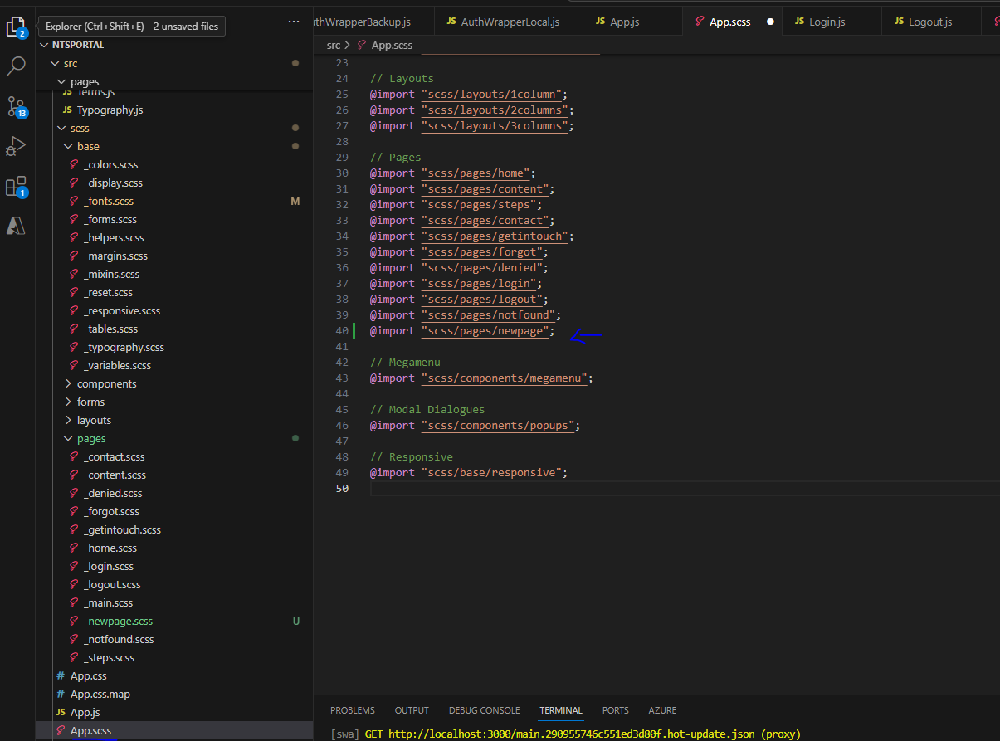 Explorer (Ctrl+Shift+E) - 2 unsaved files
...
2
13
1
NTSPORTAL
src
pages
Terms.js
JS Typography.js
scss
base
_colors.scss
_display.scss
_fonts.scss M
_forms.scss
_helpers.scss
_margins.scss
_mixins.scss
_reset.scss
_responsive.scss
_tables.scss
_typography.scss
_variables.scss
components
forms
layouts
pages
_contact.scss
_content.scss
_denied.scss
_forgot.scss
_getintouch.scss
_home.scss
_login.scss
_logout.scss
_main.scss
_newpage.scss U
_notfound.scss
_steps.scss
# App.css
# App.css.map
JS App.js
App.scss
uthWrapperBackup.js JS AuthWrapperLocal.js JS App.js App.scss JS Login.js JS Logout.js
src > App.scss
23
24 // Layouts
25 @import "scss/layouts/1column";
26 @import "scss/layouts/2columns";
27 @import "scss/layouts/3columns";
28
29 // Pages
30 @import "scss/pages/home";
31 @import "scss/pages/content";
32 @import "scss/pages/steps";
33 @import "scss/pages/contact";
34 @import "scss/pages/getintouch";
35 @import "scss/pages/forgot";
36 @import "scss/pages/denied";
37 @import "scss/pages/login";
38 @import "scss/pages/logout";
39 @import "scss/pages/notfound";
40 @import "scss/pages/newpage";
41
42 // Megamenu
43 @import "scss/components/megamenu";
44
45 // Modal Dialogues
46 @import "scss/components/popups";
47
48 // Responsive
49 @import "scss/base/responsive";
50
PROBLEMS OUTPUT DEBUG CONSOLE TERMINAL PORTS AZURE
[swa] GET http://localhost:3000/main.290955746c551ed3d80f.hot-update.json (proxy)